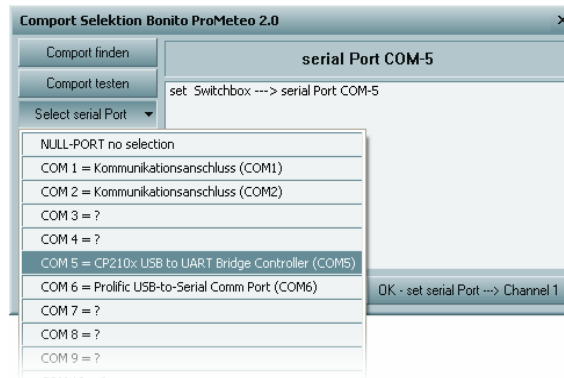 Comport Selektion Bonito ProMeteo 2.0
Comport finden
serial Port COM-5
Comport testen
set Switchbox ---> serial Port COM-5
Select serial Port
NULL-PORT no selection
COM 1 = Kommunikationsanschluss (COM1)
COM 2 = Kommunikationsanschluss (COM2)
COM 3 = ?
COM 4 = ?
COM 5 = CP210x USB to UART Bridge Controller (COM5)
COM 6 = Prolific USB-to-Serial Comm Port (COM6)
OK - set serial Port ---> Channel 1
COM 7 = ?
COM 8 = ?
COM 9 = ?